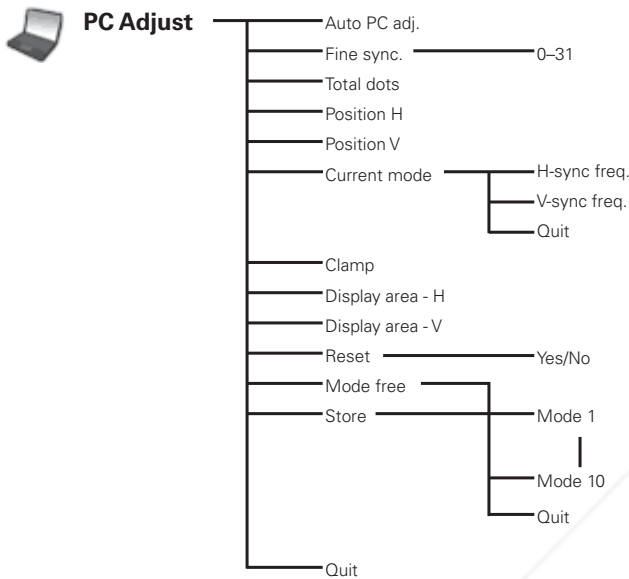 PC Adjust
Auto PC adj.
Fine sync.
0–31
Total dots
Position H
Position V
Current mode
H-sync freq.
V-sync freq.
Quit
Clamp
Display area - H
Display area - V
Reset
Yes/No
Mode free
Store
Mode 1
Mode 10
Quit
Quit